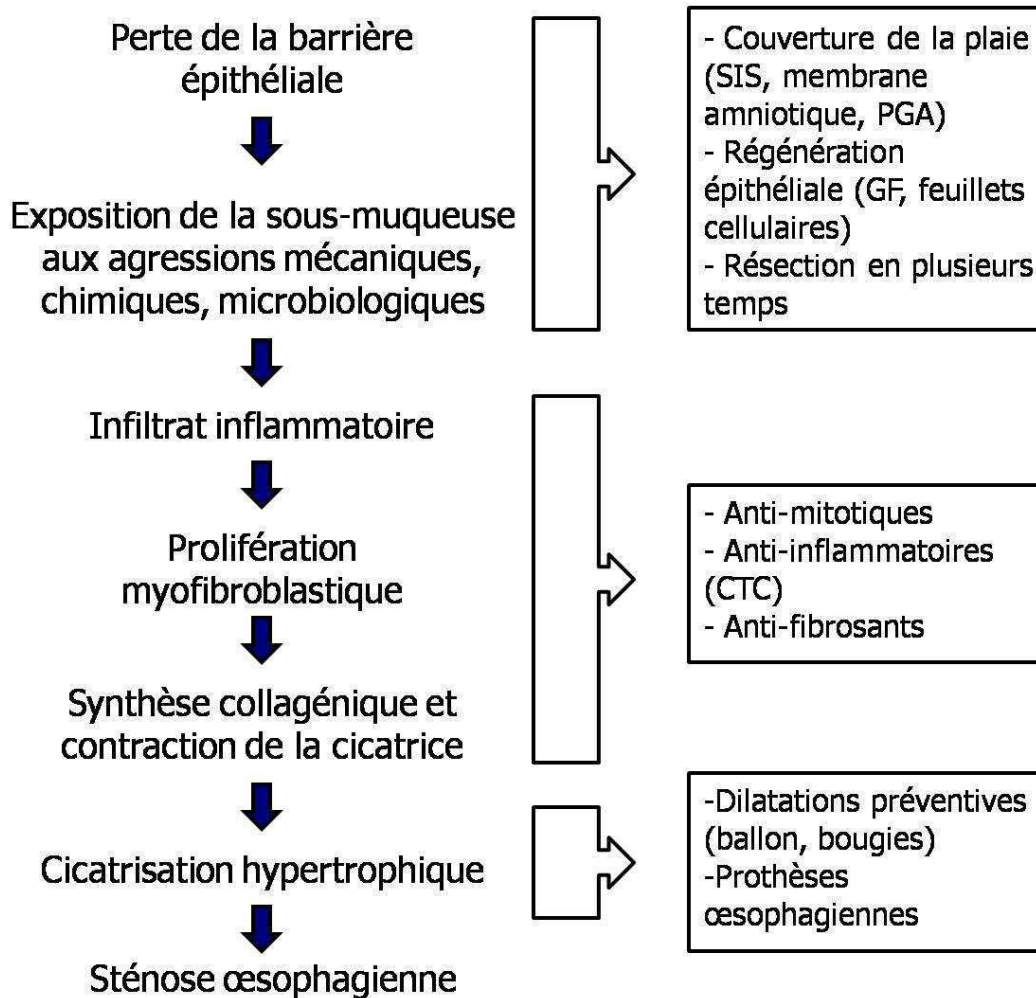 Perte de la barrière
épithéliale
Exposition de la sous-muqueuse
aux agressions mécaniques,
chimiques, microbiologiques
Infiltrat inflammatoire
Prolifération
myofibroblastique
Synthèse collagénique et
contraction de la cicatrice
Cicatrisation hypertrophique
Sténose œsophagienne
- Couverture de la plaie
(SIS, membrane
amniotique, PGA)
- Régénération
épithéliale (GF, feuillets
cellulaires)
- Résection en plusieurs
temps
- Anti-mitotiques
- Anti-inflammatoires
(CTC)
- Anti-fibrosants
-Dilatations préventives
(ballon, bougies)
-Prothèses
œsophagiennes